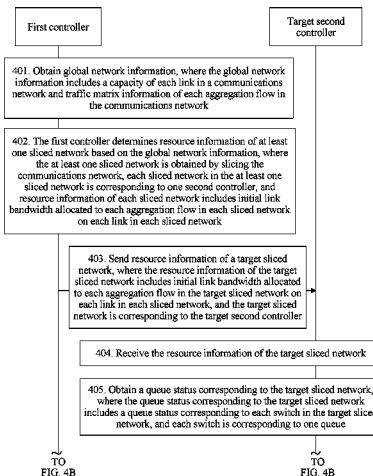 First controller
Target second
controller
401. Obtain global network information, where the global network
information includes a capacity of each link in a communications
network and traffic matrix information of each aggregation flow in
the communications network
402. The first controller determines resource information of at least
one sliced network based on the global network information, where
the at least one sliced network is obtained by slicing the
communications network, each sliced network in the at least one
sliced network is corresponding to one second controller, and
resource information of each sliced network includes initial link
bandwidth allocated to each aggregation flow in each sliced network
on each link in each sliced network
403. Send resource information of a target sliced
network, where the resource information of the target
sliced network includes initial link bandwidth allocated
to each aggregation flow in the target sliced network on
each link in each sliced network, and the target sliced
network is corresponding to the target second controller
404. Receive the resource information of the target sliced network
405. Obtain a queue status corresponding to the target sliced network,
where the queue status corresponding to the target sliced network
includes a queue status corresponding to each switch in the target sliced
network, and each switch is corresponding to one queue
TO
FIG. 4B
TO
FIG. 4B